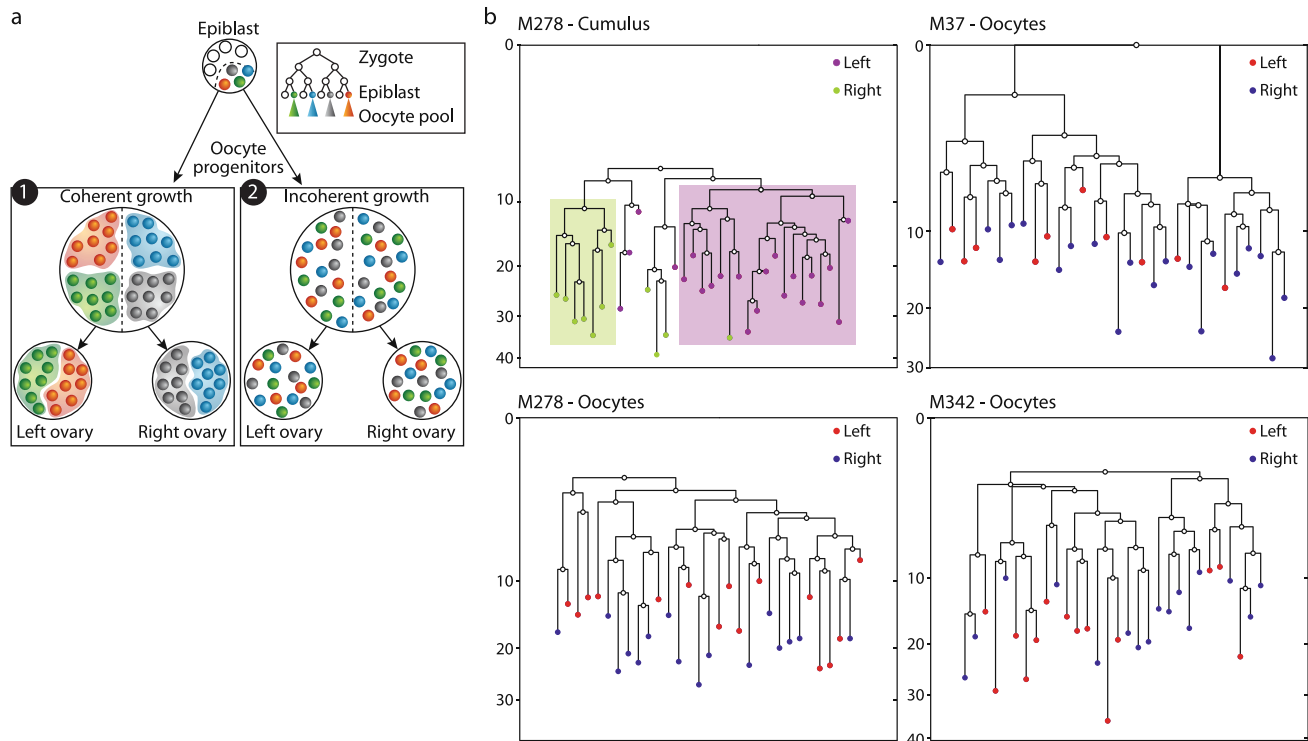 a
Epiblast
Zygote
Epiblast
Oocyte pool
Oocyte
progenitors
1
Coherent growth
2
Incoherent growth
Left ovary
Right ovary
Left ovary
Right ovary
b
M278 - Cumulus
0
10
20
30
40
Left
Right
M37 - Oocytes
0
10
20
30
Left
Right
M278 - Oocytes
0
10
20
30
Left
Right
M342 - Oocytes
0
10
20
30
40
Left
Right